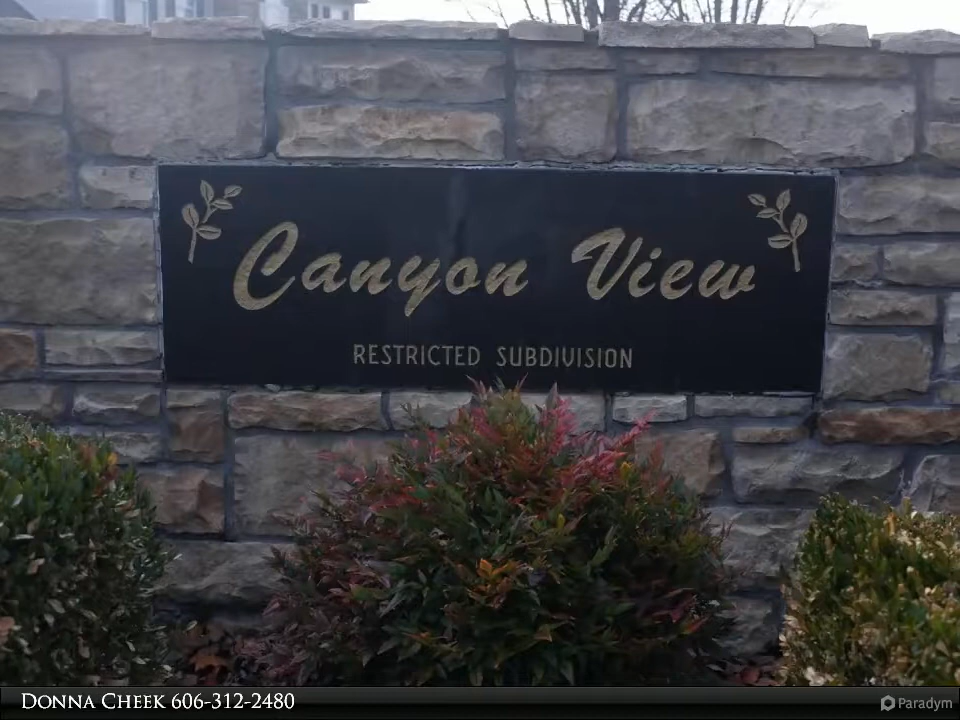 Canyon View
RESTRICTED SUBDIVISION
DONNA CHEEK 606-312-2480
Paradym